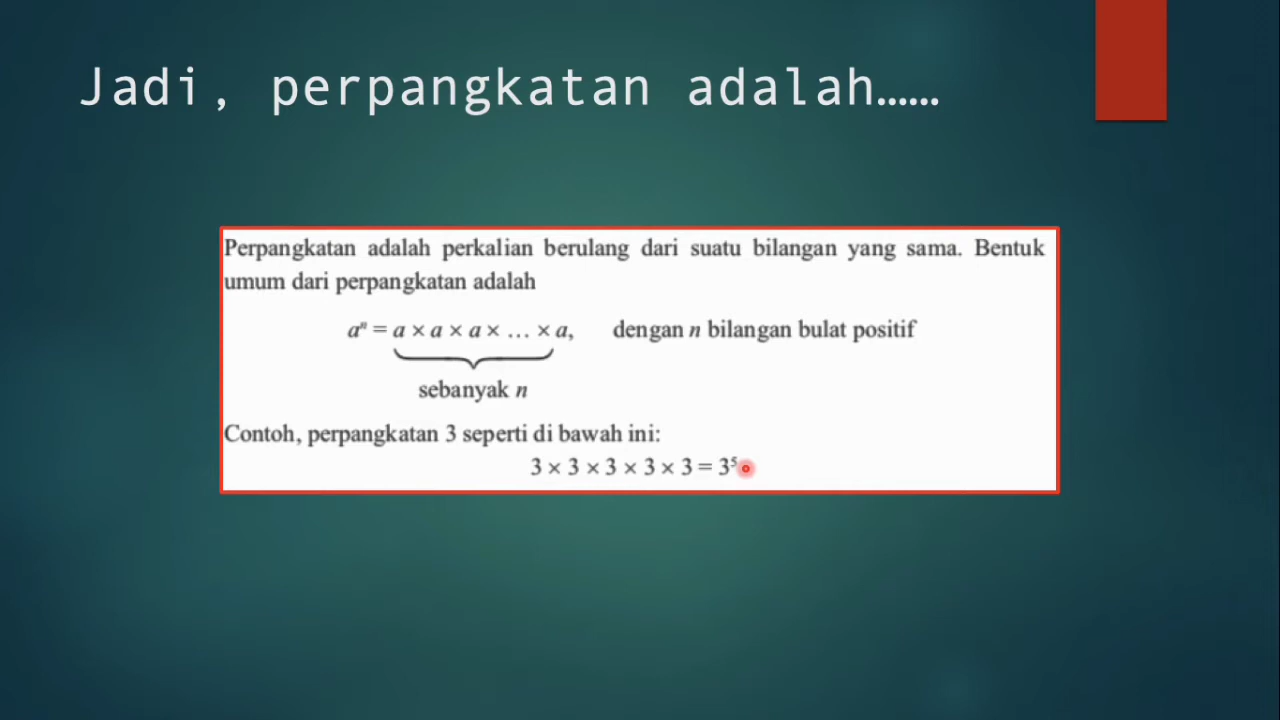 Jadi, perpangkatan adalah......
Perpangkatan adalah perkalian berulang dari suatu bilangan yang sama. Bentuk
umum dari perpangkatan adalah
aⁿ = a × a × a × ... × a, dengan n bilangan bulat positif
sebanyak n
Contoh, perpangkatan 3 seperti di bawah ini:
3 × 3 × 3 × 3 × 3 = 3⁵